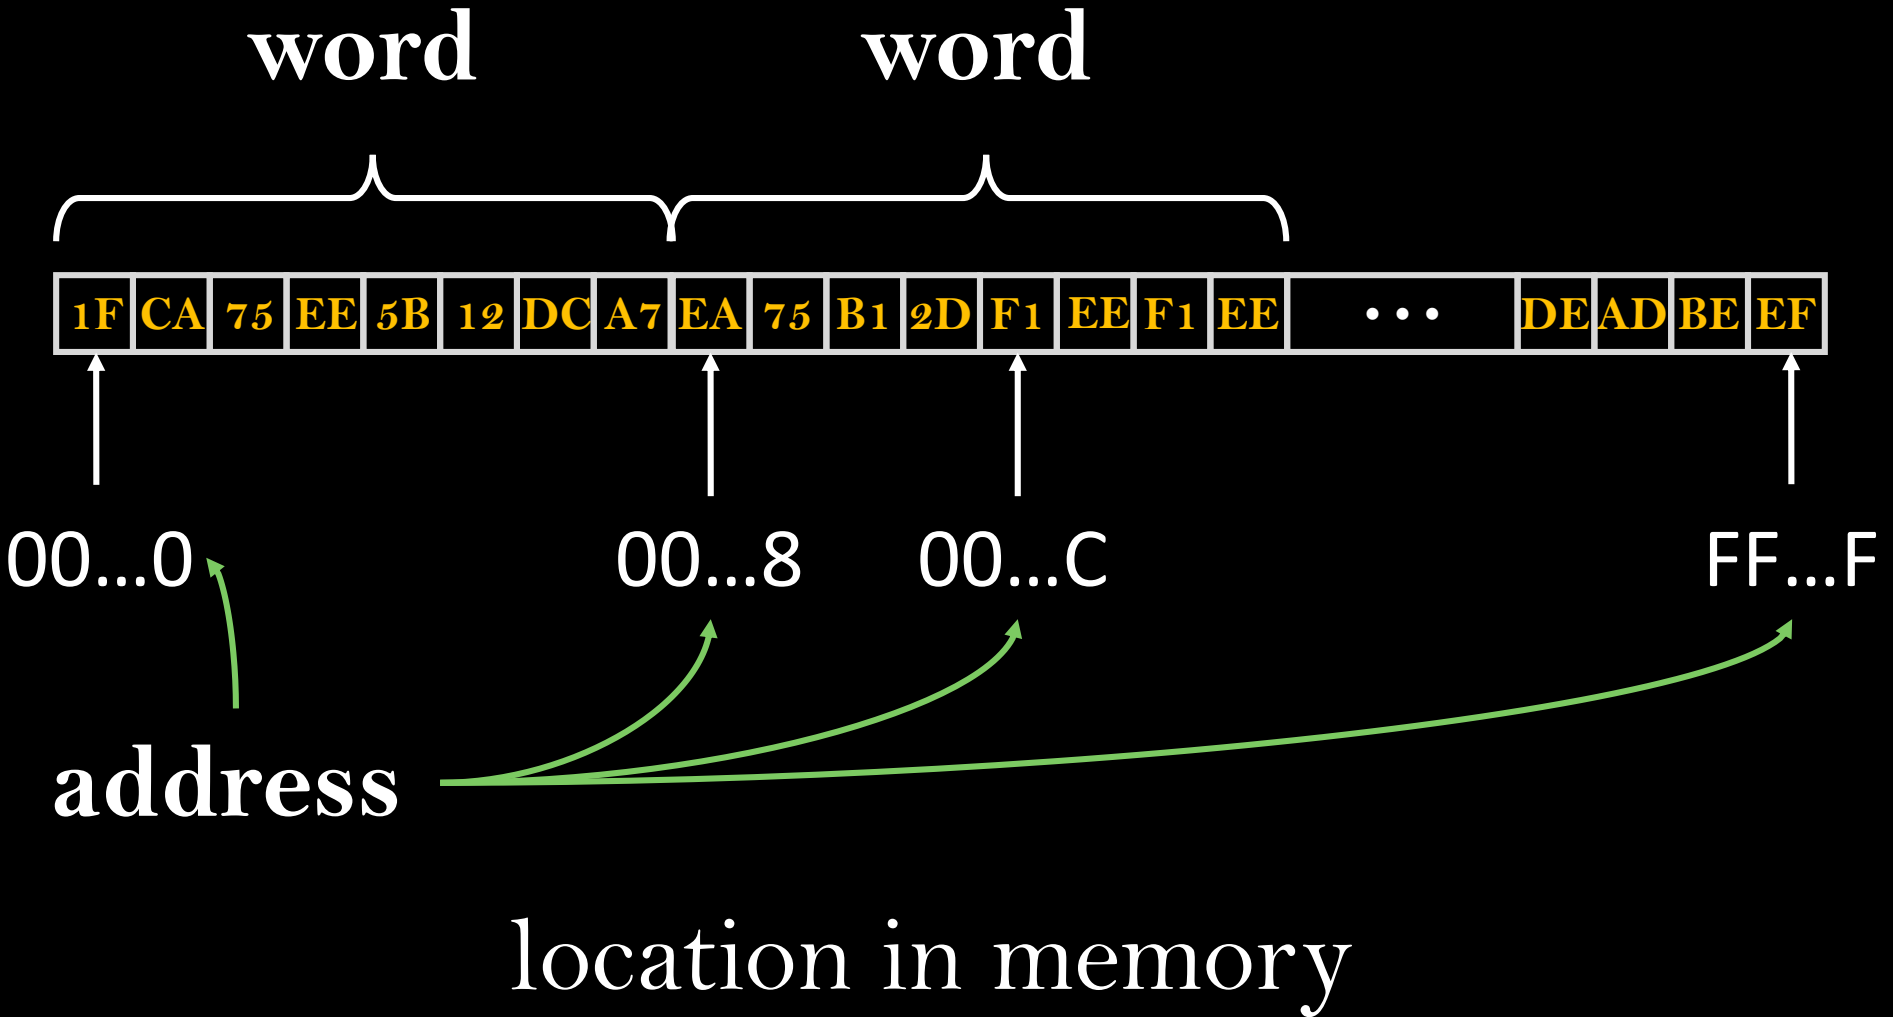 word word
1F CA 75 EE 5B 12 DC A7 EA 75 B1 2D F1 EE F1 EE ... DE AD BE EF
00...0 00...8 00...C FF...F
address
location in memory